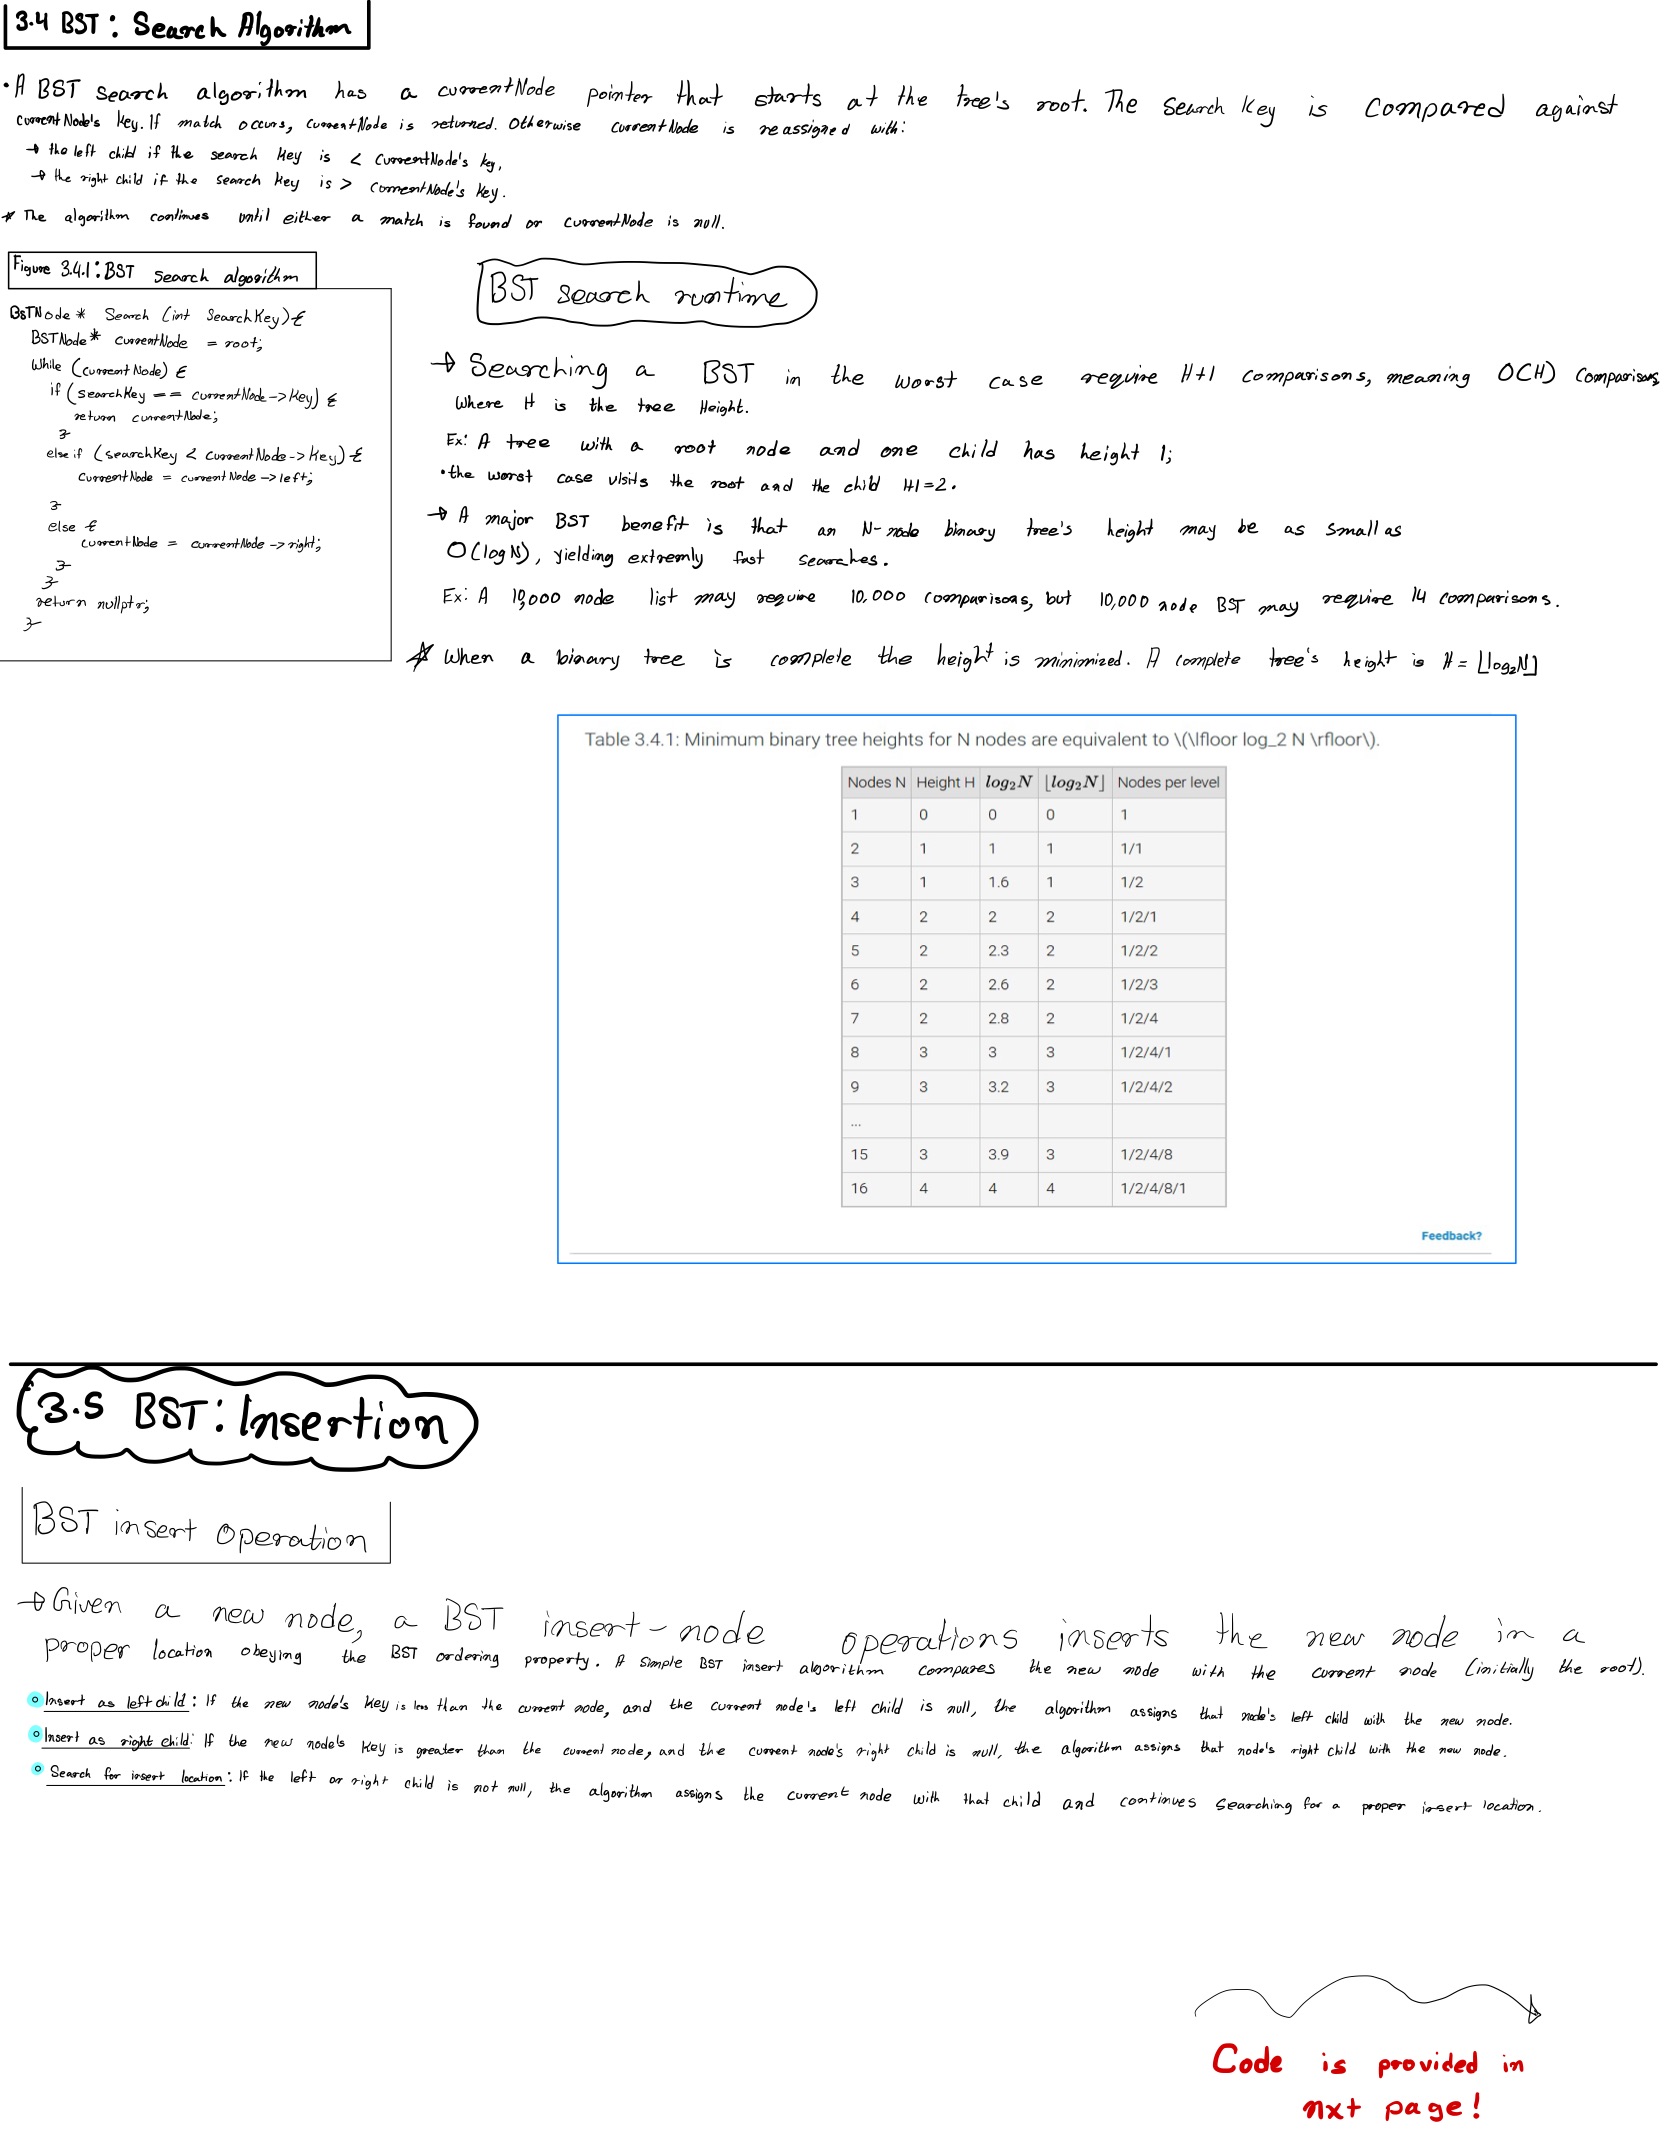 3.4 BST: Search Algorithm
• A BST search algorithm has a currentNode pointer that starts at the tree's root. The search key is compared against
currentNode's key. If match occurs, currentNode is returned. Otherwise currentNode is reassigned with:
→ the left child if the search key is < currentNode's key,
→ the right child if the search key is > currentNode's key.
* The algorithm continues until either a match is found or currentNode is null.
Figure 3.4.1: BST search algorithm
BSTNode* Search (int SearchKey){
BSTNode* currentNode = root;
While (currentNode) {
if (searchKey == currentNode->Key) {
return currentNode;
}
else if (searchKey < currentNode->Key) {
currentNode = currentNode->left;
}
else {
currentNode = currentNode->right;
}
}
return nullptr;
}
BST search runtime
→ Searching a BST in the worst case require H+1 comparisons, meaning O(H) comparisons,
Where H is the tree Height.
Ex: A tree with a root node and one child has height 1;
• the worst case visits the root and the child H1=2.
→ A major BST benefit is that an N-node binary tree's height may be as small as
O(log N), yielding extremly fast searches.
Ex: A 10,000 node list may require 10,000 comparisons, but 10,000 node BST may require 14 comparisons.
* When a binary tree is complete the height is minimized. A complete tree's height is H = ⌊log₂N⌋
Table 3.4.1: Minimum binary tree heights for N nodes are equivalent to \(\lfloor log_2 N \rfloor\).
Nodes N Height H log₂N ⌊log₂N⌋ Nodes per level
1 0 0 0 1
2 1 1 1 1/1
3 1 1.6 1 1/2
4 2 2 2 1/2/1
5 2 2.3 2 1/2/2
6 2 2.6 2 1/2/3
7 2 2.8 2 1/2/4
8 3 3 3 1/2/4/1
9 3 3.2 3 1/2/4/2
...
15 3 3.9 3 1/2/4/8
16 4 4 4 1/2/4/8/1
Feedback?
3.5 BST: Insertion
BST insert operation
→ Given a new node, a BST insert-node operations inserts the new node in a
proper location obeying the BST ordering property. A simple BST insert algorithm compares the new node with the current node (initially the root).
• Insert as left child: If the new node's key is less than the current node, and the current node's left child is null, the algorithm assigns that node's left child with the new node.
• Insert as right child: If the new node's key is greater than the current node, and the current node's right child is null, the algorithm assigns that node's right child with the new node.
• Search for insert location: If the left or right child is not null, the algorithm assigns the current node with that child and continues searching for a proper insert location.
Code is provided in
nxt page!